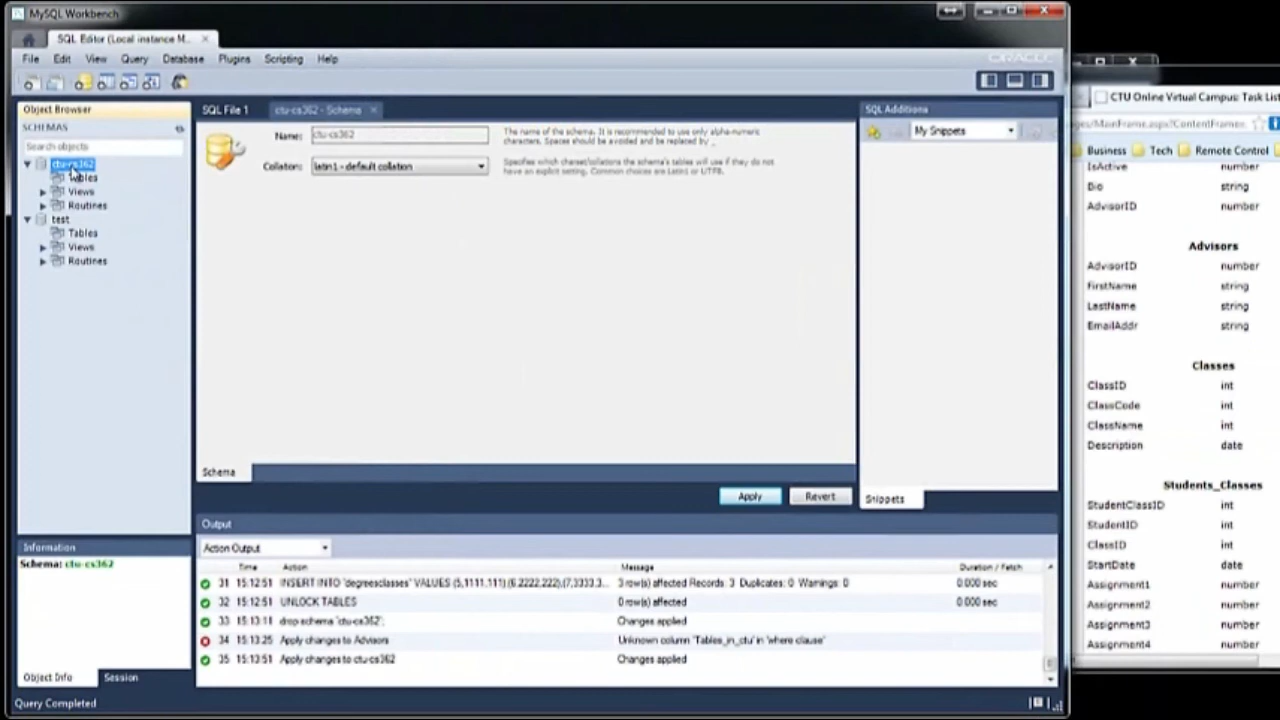 MySQL Workbench
SQL Editor (Local instance M..
File Edit View Query Database Plugins Scripting Help
ORACLE
Object Browser
SCHEMAS
Search objects
ctu-cs362
Tables
Views
Routines
test
Tables
Views
Routines
SQL File 1
ctu-cs362 - Schema
Name: ctu-cs362
The name of the schema. It is recommended to use only alpha-numeric
characters. Spaces should be avoided and be replaced by _
Collation: latin1 - default collation
Specifies which charset/collations the schema's tables will use if they do not
have an explicit setting. Common choices are Latin1 or UTF8.
Schema
Apply Revert
SQL Additions
My Snippets
Snippets
Output
Action Output
Time Action Message Duration / Fetch
31 15:12:51 INSERT INTO `degreesclasses` VALUES (5,1111,111),(6,2222,222),(7,3333,3... 3 row(s) affected Records: 3 Duplicates: 0 Warnings: 0 0.000 sec
32 15:12:51 UNLOCK TABLES 0 row(s) affected 0.000 sec
33 15:13:11 drop schema `ctu-cs362`; Changes applied
34 15:13:25 Apply changes to Advisors Unknown column 'Tables_in_ctu' in 'where clause'
35 15:13:51 Apply changes to ctu-cs362 Changes applied
Information
Schema: ctu-cs362
Object Info Session
Query Completed
CTU Online Virtual Campus: Task List
ges/MainFrame.aspx?ContentFrame=
Business Tech Remote Control
IsActive number
Bio string
AdvisorID number
Advisors
AdvisorID number
FirstName string
LastName string
EmailAddr string
Classes
ClassID int
ClassCode int
ClassName int
Description date
Students_Classes
StudentClassID int
StudentID int
ClassID int
StartDate date
Assignment1 number
Assignment2 number
Assignment3 number
Assignment4 number